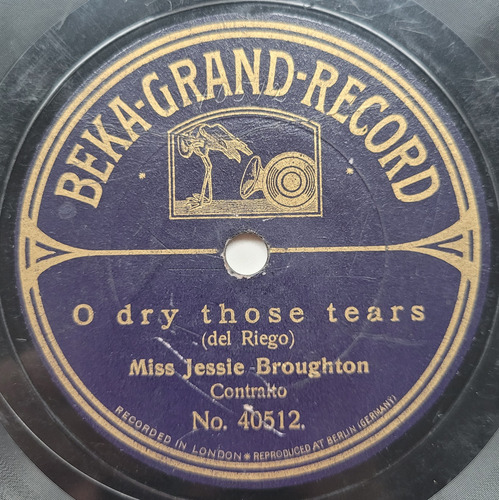 BEKA-GRAND-RECORD
O dry those tears
(del Riego)
Miss Jessie Broughton
Contralto
No. 40512.
RECORDED IN LONDON * REPRODUCED AT BERLIN (GERMANY)